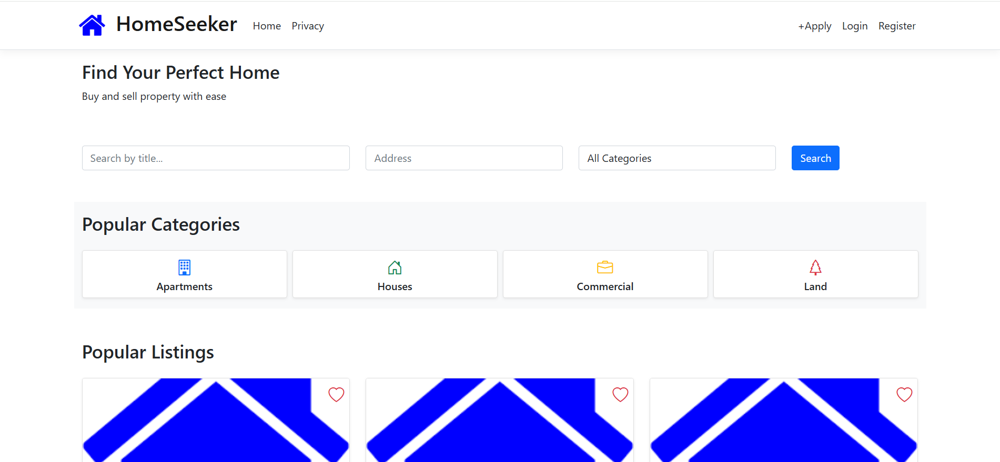 HomeSeeker Home Privacy +Apply Login Register
Find Your Perfect Home
Buy and sell property with ease
Search by title... Address All Categories Search
Popular Categories
Apartments Houses Commercial Land
Popular Listings